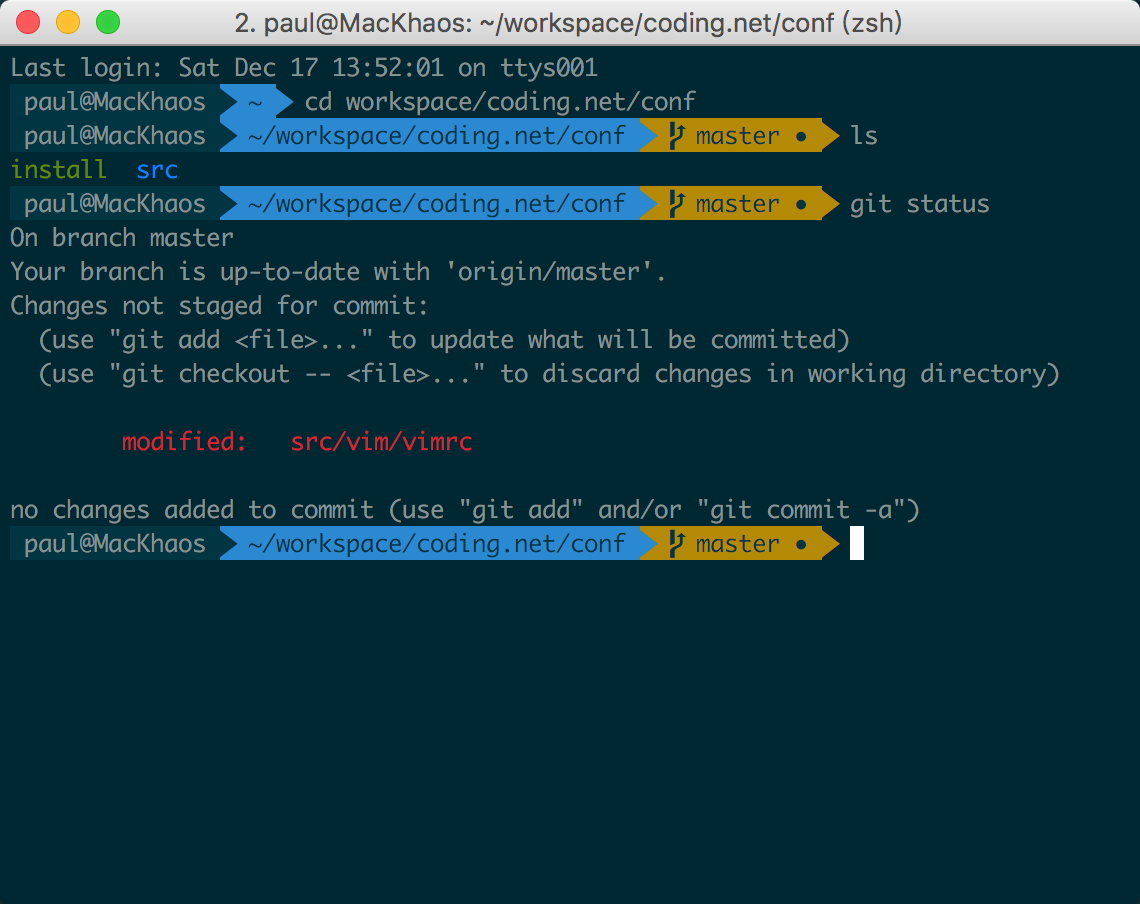 2. paul@MacKhaos: ~/workspace/coding.net/conf (zsh)
Last login: Sat Dec 17 13:52:01 on ttys001
paul@MacKhaos ~ cd workspace/coding.net/conf
paul@MacKhaos ~/workspace/coding.net/conf master ● ls
install src
paul@MacKhaos ~/workspace/coding.net/conf master ● git status
On branch master
Your branch is up-to-date with 'origin/master'.
Changes not staged for commit:
(use "git add <file>..." to update what will be committed)
(use "git checkout -- <file>..." to discard changes in working directory)
modified: src/vim/vimrc
no changes added to commit (use "git add" and/or "git commit -a")
paul@MacKhaos ~/workspace/coding.net/conf master ●